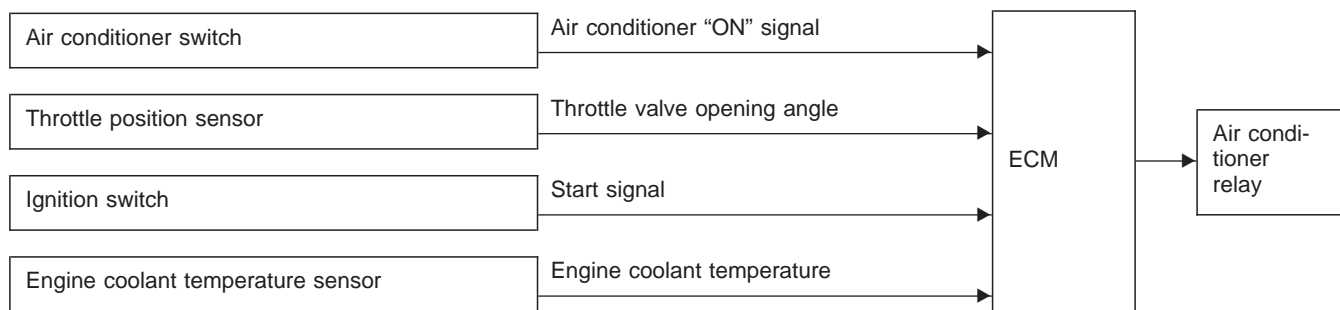 Air conditioner switch
Air conditioner “ON” signal
Throttle position sensor
Throttle valve opening angle
Ignition switch
Start signal
Engine coolant temperature sensor
Engine coolant temperature
ECM
Air condi-
tioner
relay